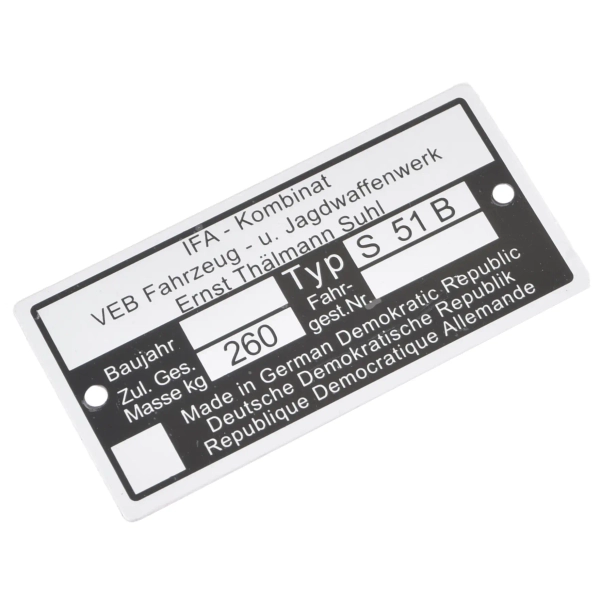 IFA - Kombinat
VEB Fahrzeug - u. Jagdwaffenwerk
Ernst Thälmann Suhl
Typ S 51 B
Baujahr
Fahr-
gest.Nr.
Zul. Ges.
Masse kg 260
Made in German Demokratic Republic
Deutsche Demokratische Republik
Republique Democratique Allemande